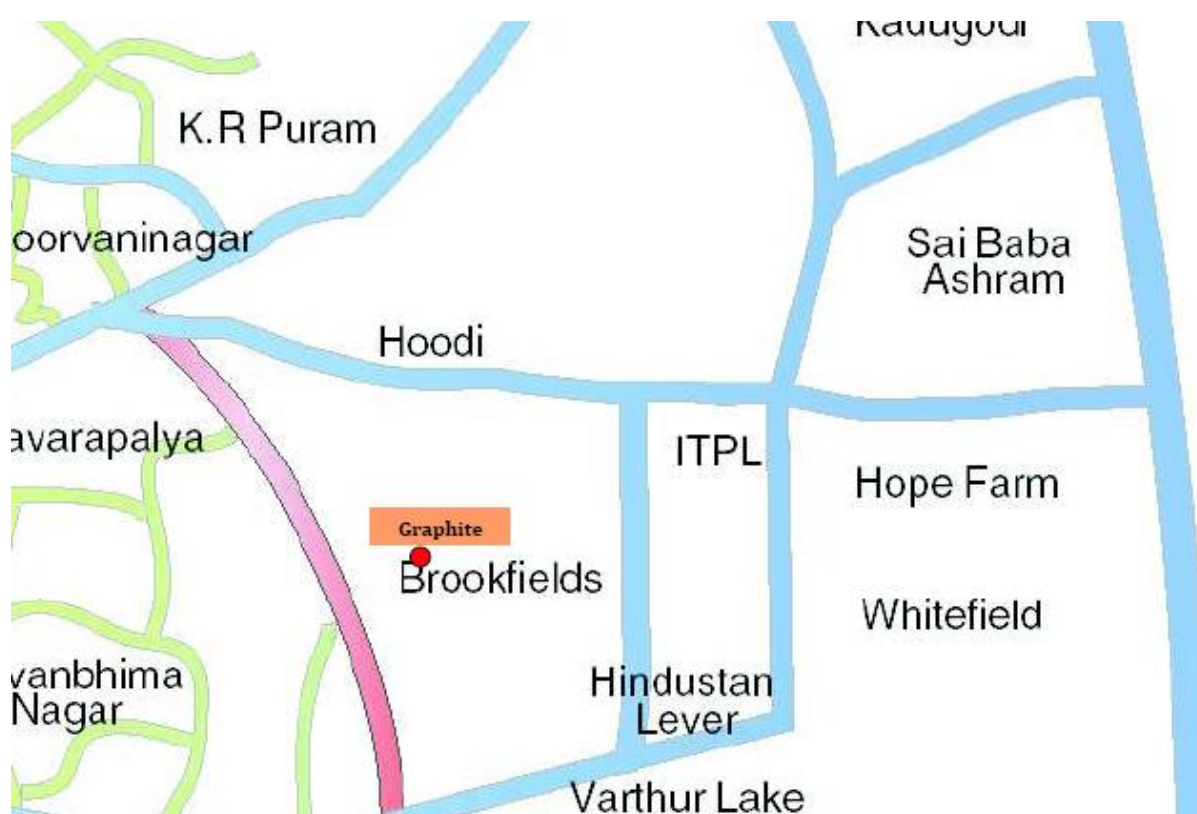 Kadugodi
K.R Puram
oorvaninagar
Sai Baba
Ashram
Hoodi
avarapalya
ITPL
Hope Farm
Graphite
Brookfields
Whitefield
vanbhima
Nagar
Hindustan
Lever
Varthur Lake